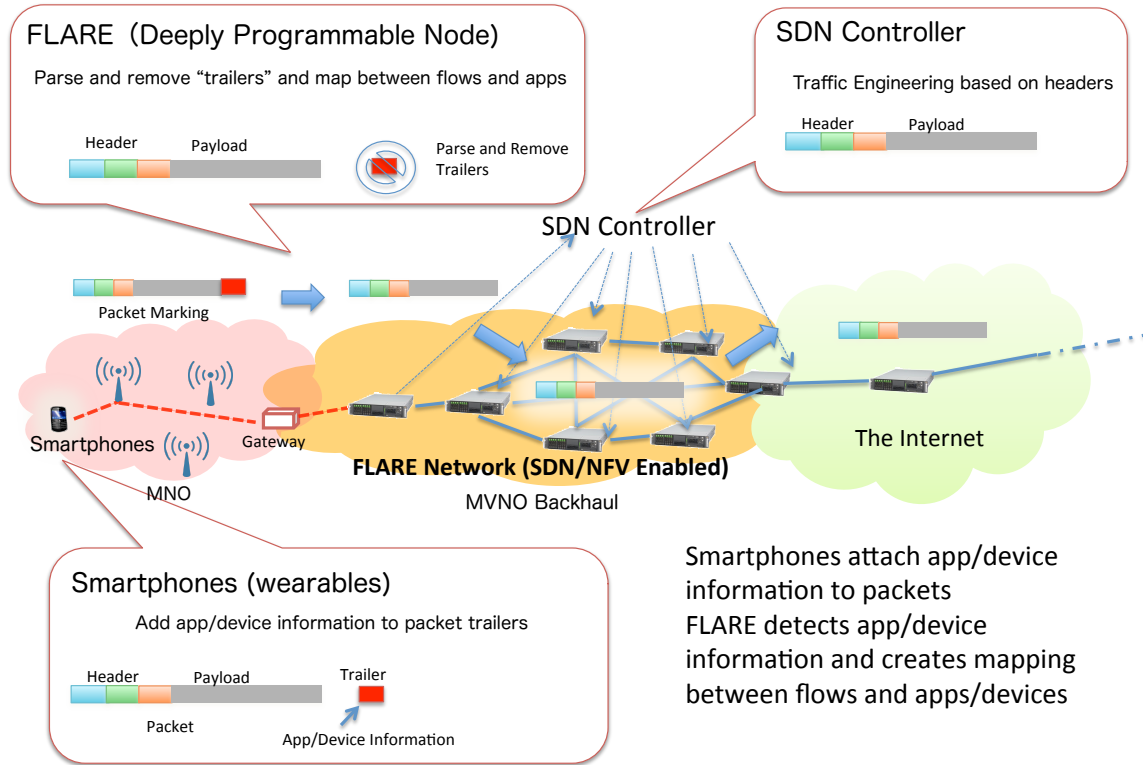 FLARE（Deeply Programmable Node)
Parse and remove “trailers” and map between flows and apps
Header Payload
Parse and Remove
Trailers
SDN Controller
Traffic Engineering based on headers
Header Payload
SDN Controller
Packet Marking
Smartphones
Gateway
MNO
FLARE Network (SDN/NFV Enabled)
MVNO Backhaul
The Internet
Smartphones (wearables)
Add app/device information to packet trailers
Header Payload Trailer
Packet
App/Device Information
Smartphones attach app/device
information to packets
FLARE detects app/device
information and creates mapping
between flows and apps/devices